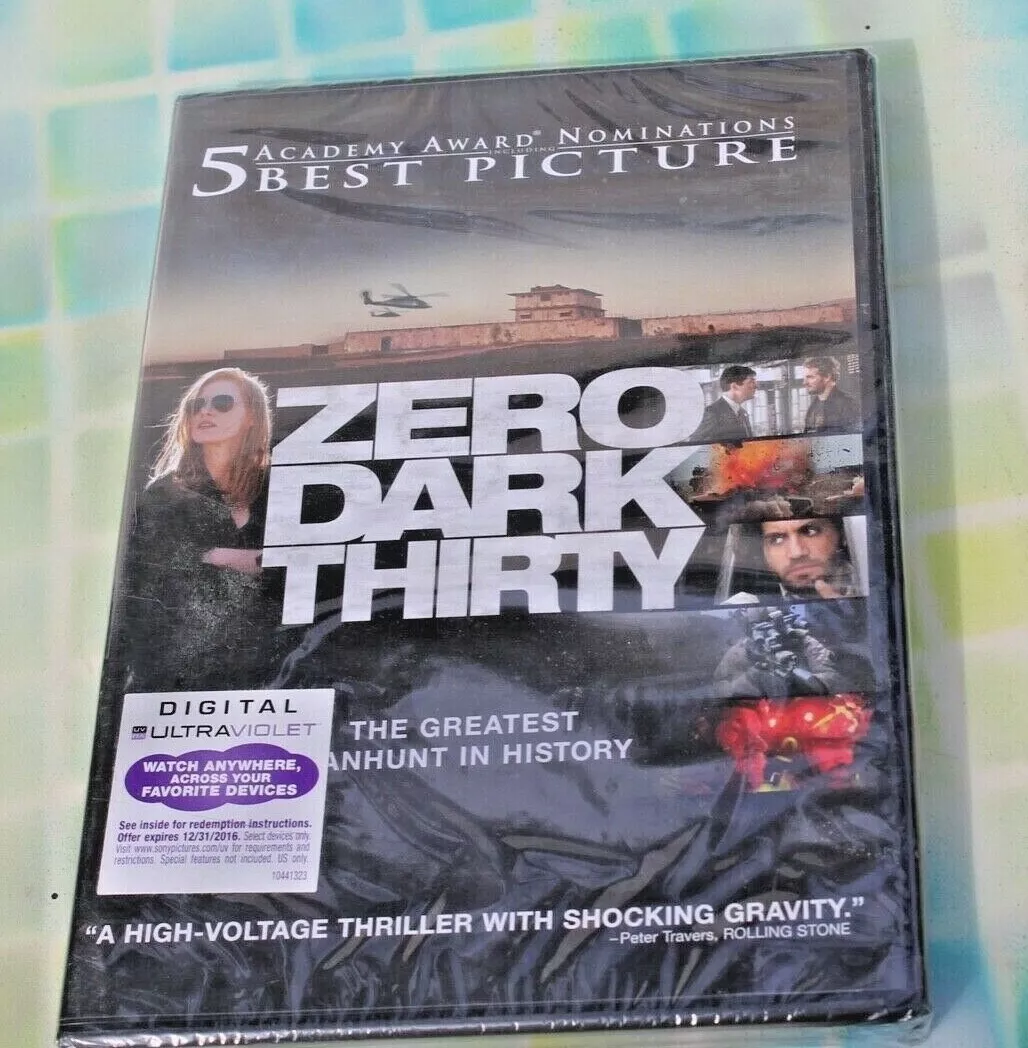 5 ACADEMY AWARD® NOMINATIONS
INCLUDING
BEST PICTURE
ZERO
DARK
THIRTY
THE GREATEST
ANHUNT IN HISTORY
DIGITAL
UV ULTRAVIOLET
WATCH ANYWHERE,
ACROSS YOUR
FAVORITE DEVICES
See inside for redemption instructions.
Offer expires 12/31/2016. Select devices only.
Visit www.sonypictures.com/uv for requirements and
restrictions. Special features not included. US only.
10441323
“A HIGH-VOLTAGE THRILLER WITH SHOCKING GRAVITY.”
–Peter Travers, ROLLING STONE